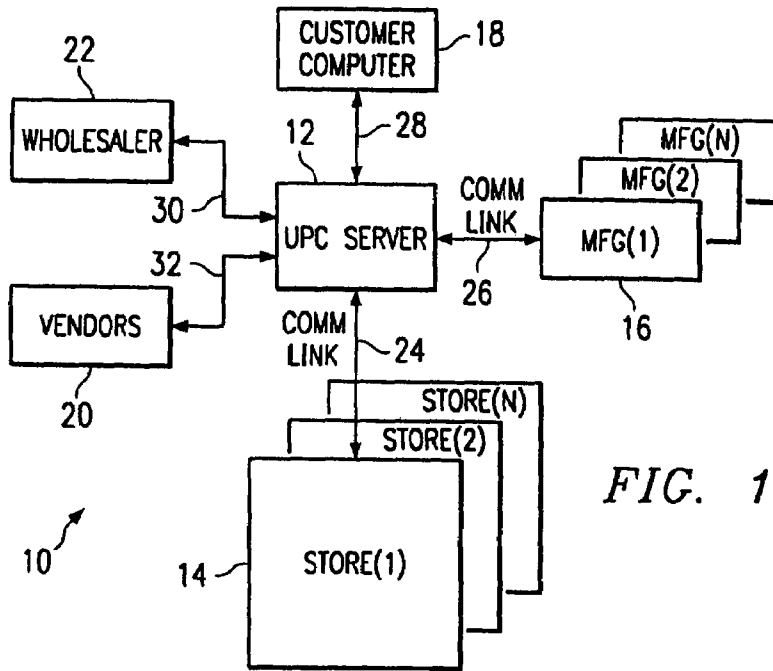 CUSTOMER
COMPUTER
18
22
WHOLESALER
28
12
MFG(N)
MFG(2)
MFG(1)
COMM
LINK
30
UPC SERVER
26
16
32
VENDORS
20
COMM
LINK
24
STORE(N)
STORE(2)
STORE(1)
FIG. 1
10
14